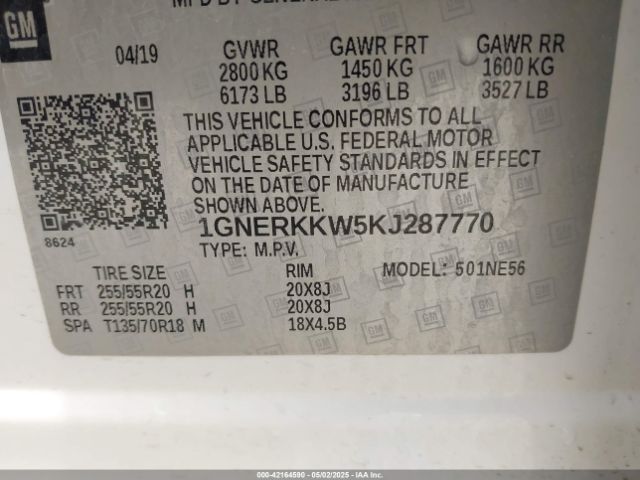 GM
MFD BY GENERAL
04/19 GVWR GAWR FRT GAWR RR
2800 KG 1450 KG 1600 KG
6173 LB 3196 LB 3527 LB
THIS VEHICLE CONFORMS TO ALL
APPLICABLE U.S. FEDERAL MOTOR
VEHICLE SAFETY STANDARDS IN EFFECT
ON THE DATE OF MANUFACTURE
SHOWN ABOVE.
8624
1GNERKKW5KJ287770
TYPE: M.P.V.
MODEL: 501NE56
TIRE SIZE RIM
FRT 255/55R20 H 20X8J
RR 255/55R20 H 20X8J
SPA T135/70R18 M 18X4.5B
000-42164590 - 05/02/2025 - IAAI.COM